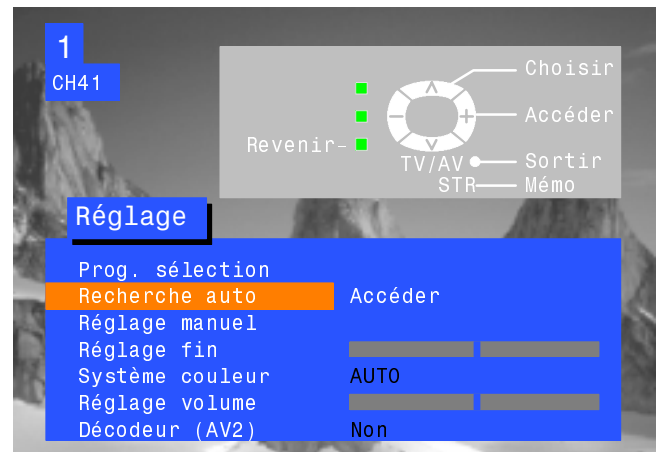 1
CH41
Choisir
Accéder
Revenir
TV/AV Sortir
STR Mémo
Réglage
Prog. sélection
Recherche auto Accéder
Réglage manuel
Réglage fin
Système couleur AUTO
Réglage volume
Décodeur (AV2) Non